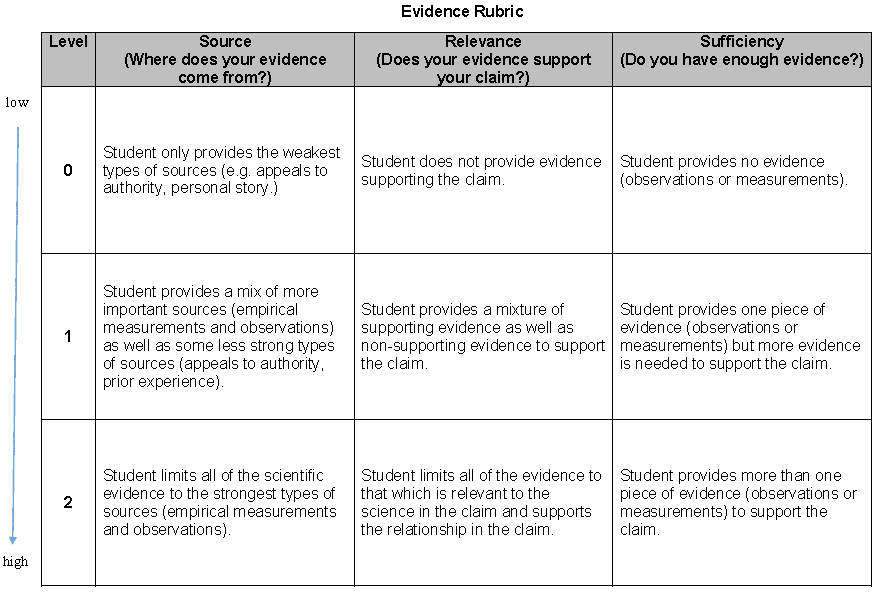 Evidence Rubric
Level
Source
(Where does your evidence
come from?)
Relevance
(Does your evidence support
your claim?)
Sufficiency
(Do you have enough evidence?)
low
0
Student only provides the weakest
types of sources (e.g. appeals to
authority, personal story.)
Student does not provide evidence
supporting the claim.
Student provides no evidence
(observations or measurements).
1
Student provides a mix of more
important sources (empirical
measurements and observations)
as well as some less strong types
of sources (appeals to authority,
prior experience).
Student provides a mixture of
supporting evidence as well as
non-supporting evidence to support
the claim.
Student provides one piece of
evidence (observations or
measurements) but more evidence
is needed to support the claim.
2
Student limits all of the scientific
evidence to the strongest types of
sources (empirical measurements
and observations).
Student limits all of the evidence to
that which is relevant to the
science in the claim and supports
the relationship in the claim.
Student provides more than one
piece of evidence (observations or
measurements) to support the
claim.
high